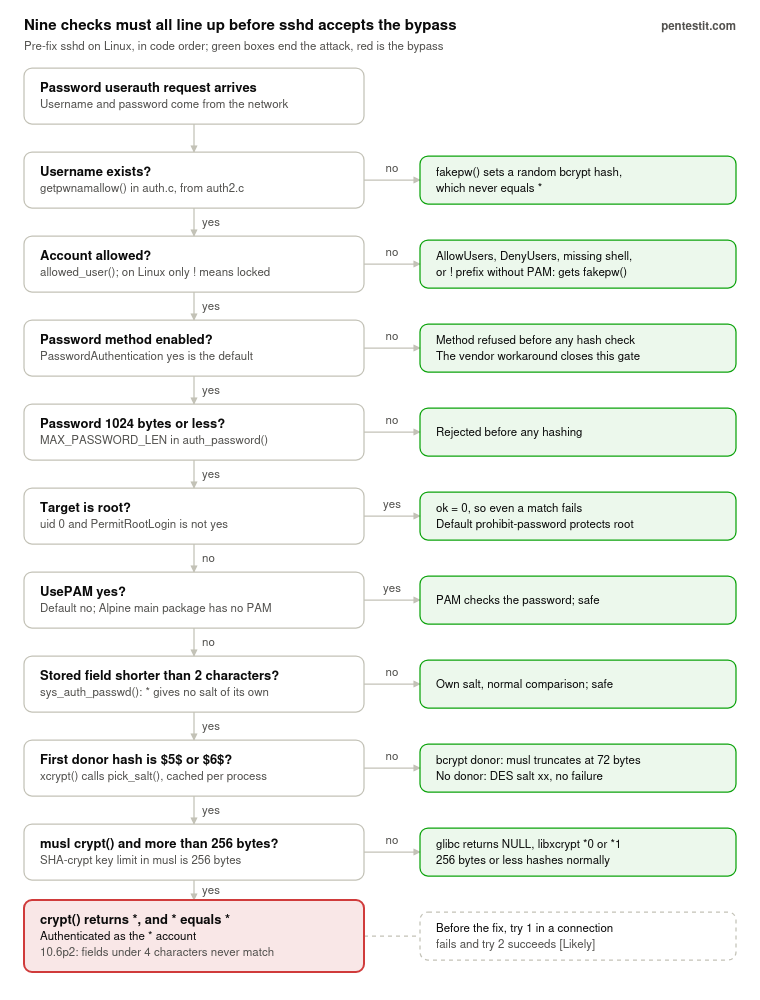 Nine checks must all line up before sshd accepts the bypass
pentestit.com
Pre-fix sshd on Linux, in code order; green boxes end the attack, red is the bypass
Password userauth request arrives
Username and password come from the network
Username exists?
getpwnamallow() in auth.c, from auth2.c
no
fakepw() sets a random bcrypt hash,
which never equals *
yes
Account allowed?
allowed_user(); on Linux only ! means locked
no
AllowUsers, DenyUsers, missing shell,
or ! prefix without PAM: gets fakepw()
yes
Password method enabled?
PasswordAuthentication yes is the default
no
Method refused before any hash check
The vendor workaround closes this gate
yes
Password 1024 bytes or less?
MAX_PASSWORD_LEN in auth_password()
no
Rejected before any hashing
yes
Target is root?
uid 0 and PermitRootLogin is not yes
yes
ok = 0, so even a match fails
Default prohibit-password protects root
no
UsePAM yes?
Default no; Alpine main package has no PAM
yes
PAM checks the password; safe
no
Stored field shorter than 2 characters?
sys_auth_passwd(): * gives no salt of its own
no
Own salt, normal comparison; safe
yes
First donor hash is $5$ or $6$?
xcrypt() calls pick_salt(), cached per process
no
bcrypt donor: musl truncates at 72 bytes
No donor: DES salt xx, no failure
yes
musl crypt() and more than 256 bytes?
SHA-crypt key limit in musl is 256 bytes
no
glibc returns NULL, libxcrypt *0 or *1
256 bytes or less hashes normally
yes
crypt() returns *, and * equals *
Authenticated as the * account
10.6p2: fields under 4 characters never match
Before the fix, try 1 in a connection
fails and try 2 succeeds [Likely]